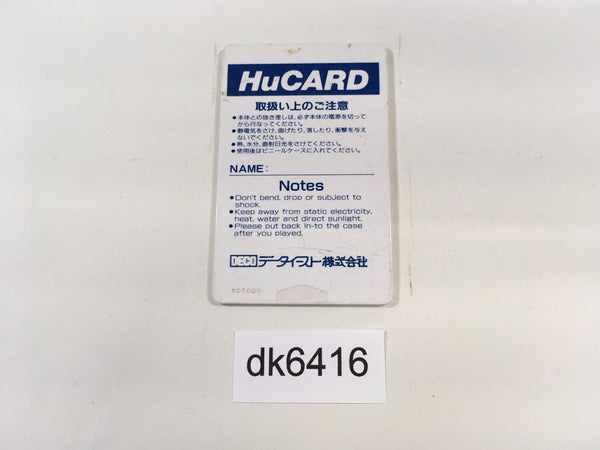 HuCARD
取扱い上のご注意
●本体との抜き差しは、必ず本体の電源を切って
から行なってください。
●静電気をさけ、曲げたり、落したり、衝撃を与え
ないでください。
●熱、水分、直射日光をさけてください。
●使用後はビニールケースに入れてください。
NAME:
Notes
●Don't bend, drop or subject to
shock.
●Keep away from static electricity,
heat, water and direct sunlight.
●Please put back in-to the case
after you played.
DECO データイースト株式会社
dk6416